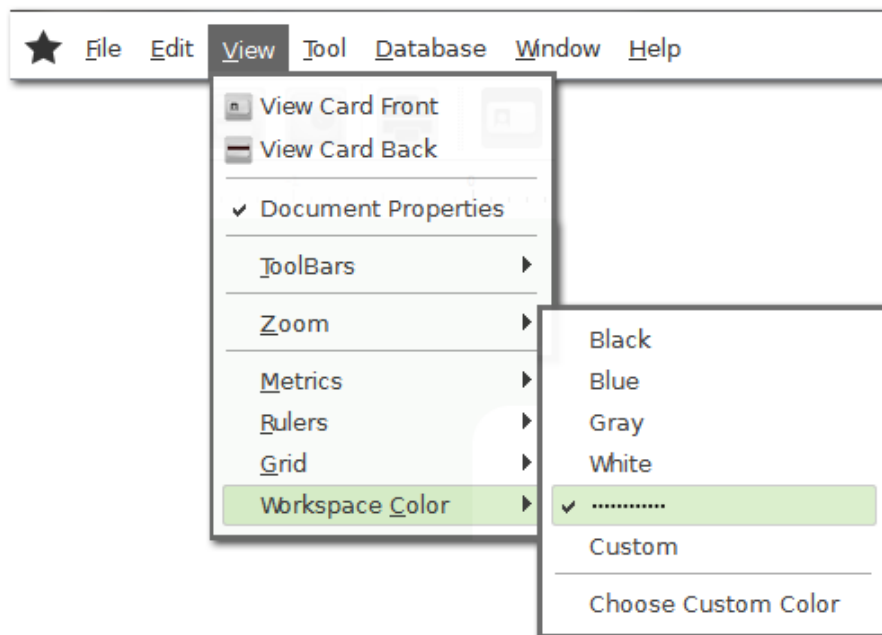 File Edit View Tool Database Window Help
View Card Front
View Card Back
Document Properties
ToolBars
Zoom
Metrics
Rulers
Grid
Workspace Color
Black
Blue
Gray
White
............
Custom
Choose Custom Color